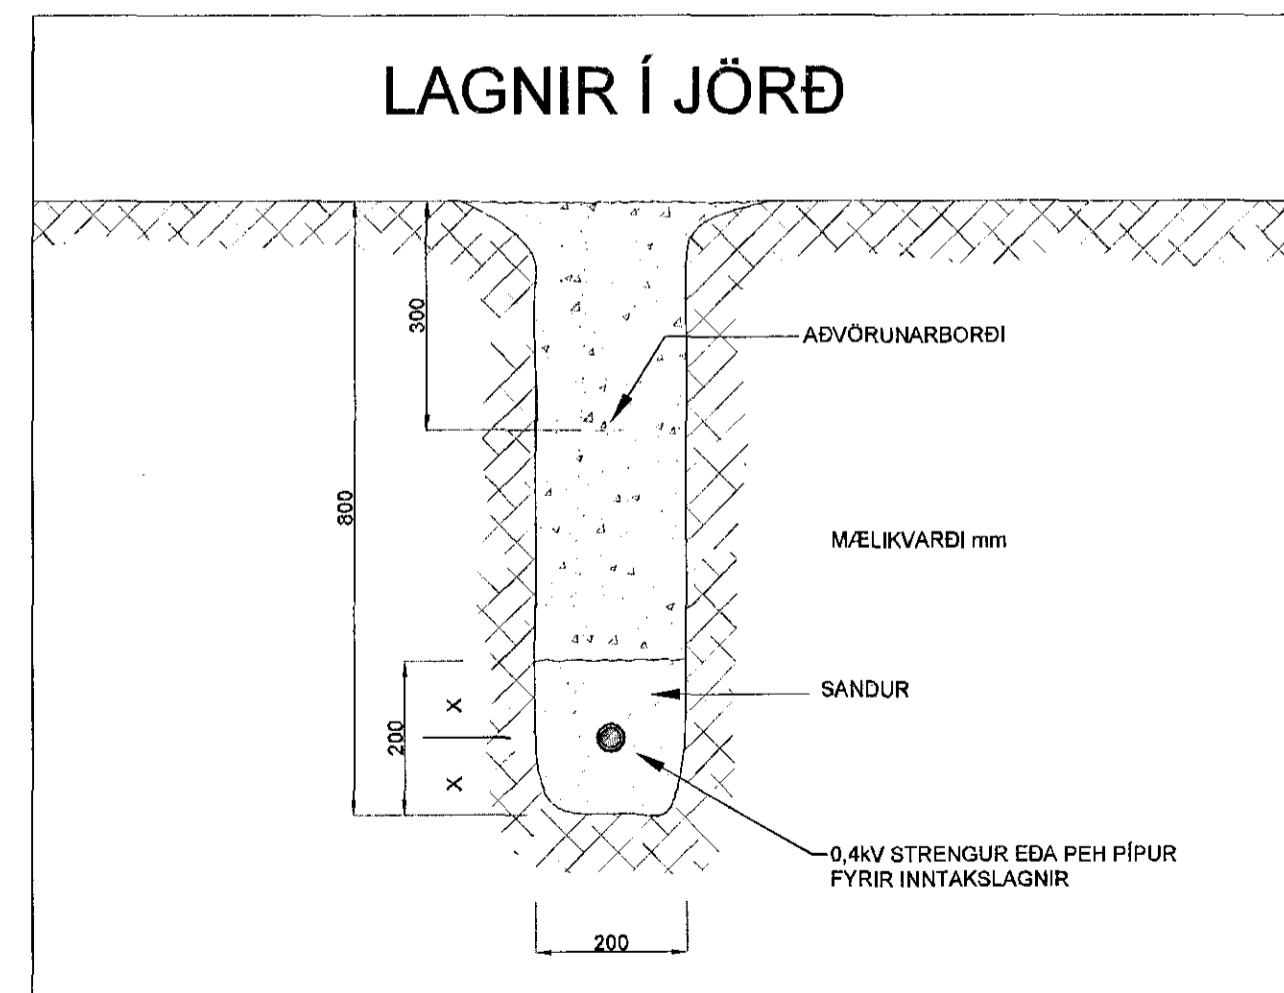 LAGNIR Í JÖRÐ
300
AÐVÖRUNARBORÐI
800
MÆLIKVARÐI mm
X
SANDUR
200
X
0,4kV STRENGUR EÐA PEH PÍPUR
FYRIR INNTAKSLAGNIR
200